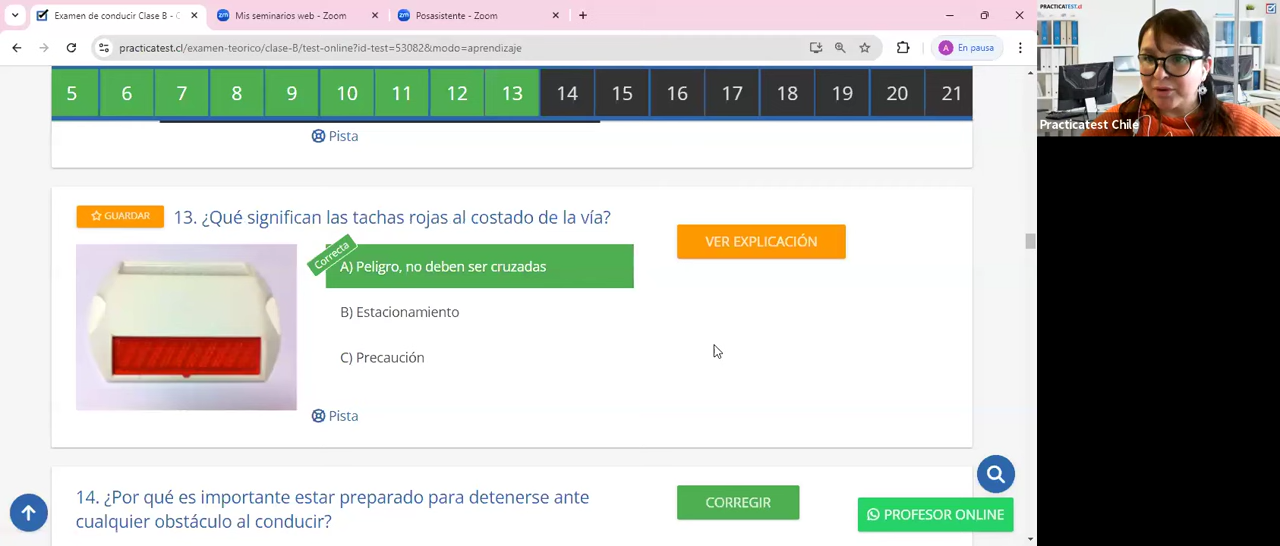 Examen de conducir Clase B - C
Mis seminarios web - Zoom
Posasistente - Zoom
practicatest.cl/examen-teorico/clase-B/test-online?id-test=53082&modo=aprendizaje
A
En pausa
PRACTICATEST.cl
Practicatest Chile
5 6 7 8 9 10 11 12 13 14 15 16 17 18 19 20 21
Pista
GUARDAR
13. ¿Qué significan las tachas rojas al costado de la vía?
VER EXPLICACIÓN
Correcta
A) Peligro, no deben ser cruzadas
B) Estacionamiento
C) Precaución
Pista
14. ¿Por qué es importante estar preparado para detenerse ante
cualquier obstáculo al conducir?
CORREGIR
PROFESOR ONLINE